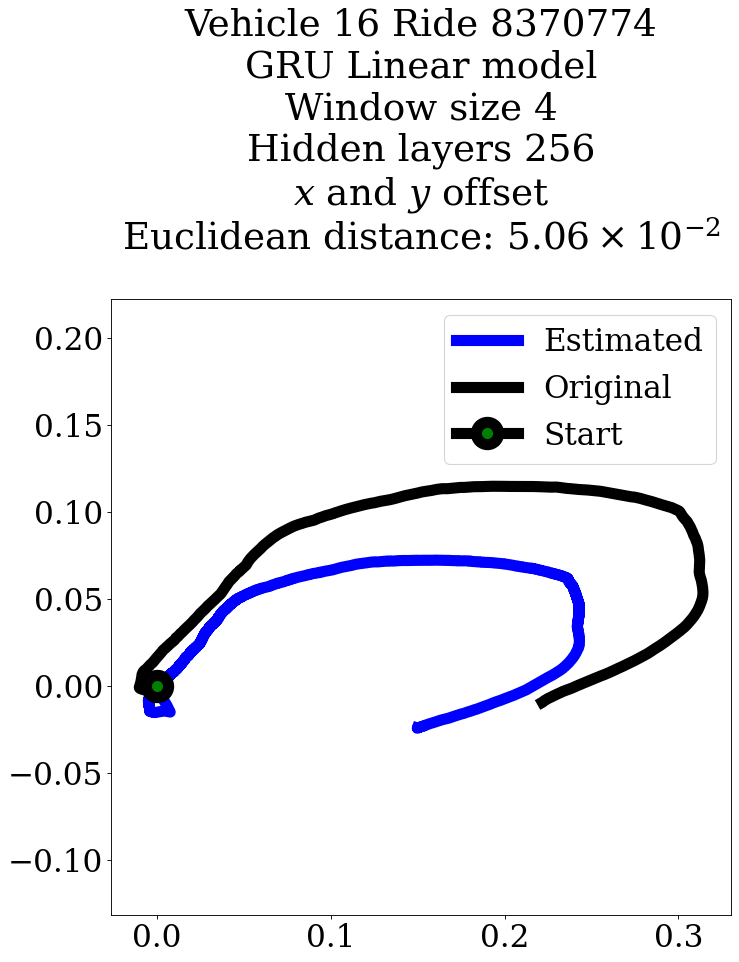 Vehicle 16 Ride 8370774
GRU Linear model
Window size 4
Hidden layers 256
x and y offset
Euclidean distance: 5.06 × 10⁻²
Estimated
Original
Start
0.20
0.15
0.10
0.05
0.00
−0.05
−0.10
0.0 0.1 0.2 0.3